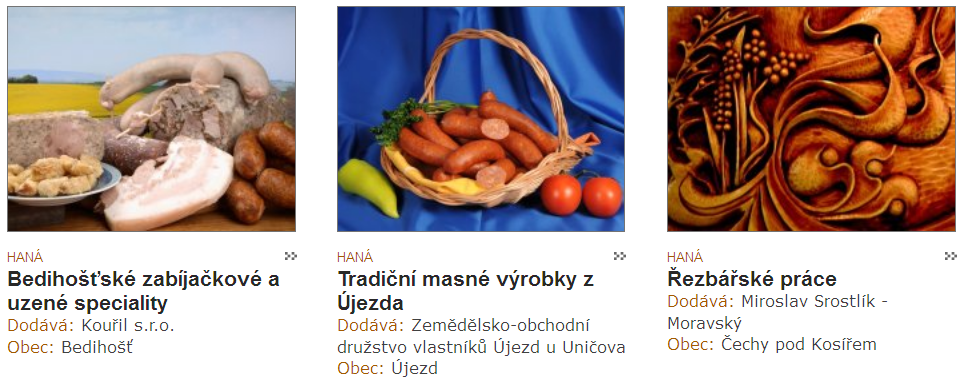 HANÁ
Bedihošťské zabíjačkové a
uzené speciality
Dodává: Kouřil s.r.o.
Obec: Bedihošť
HANÁ
Tradiční masné výrobky z
Újezda
Dodává: Zemědělsko-obchodní
družstvo vlastníků Újezd u Uničova
Obec: Újezd
HANÁ
Řezbářské práce
Dodává: Miroslav Srostlík -
Moravský
Obec: Čechy pod Kosířem